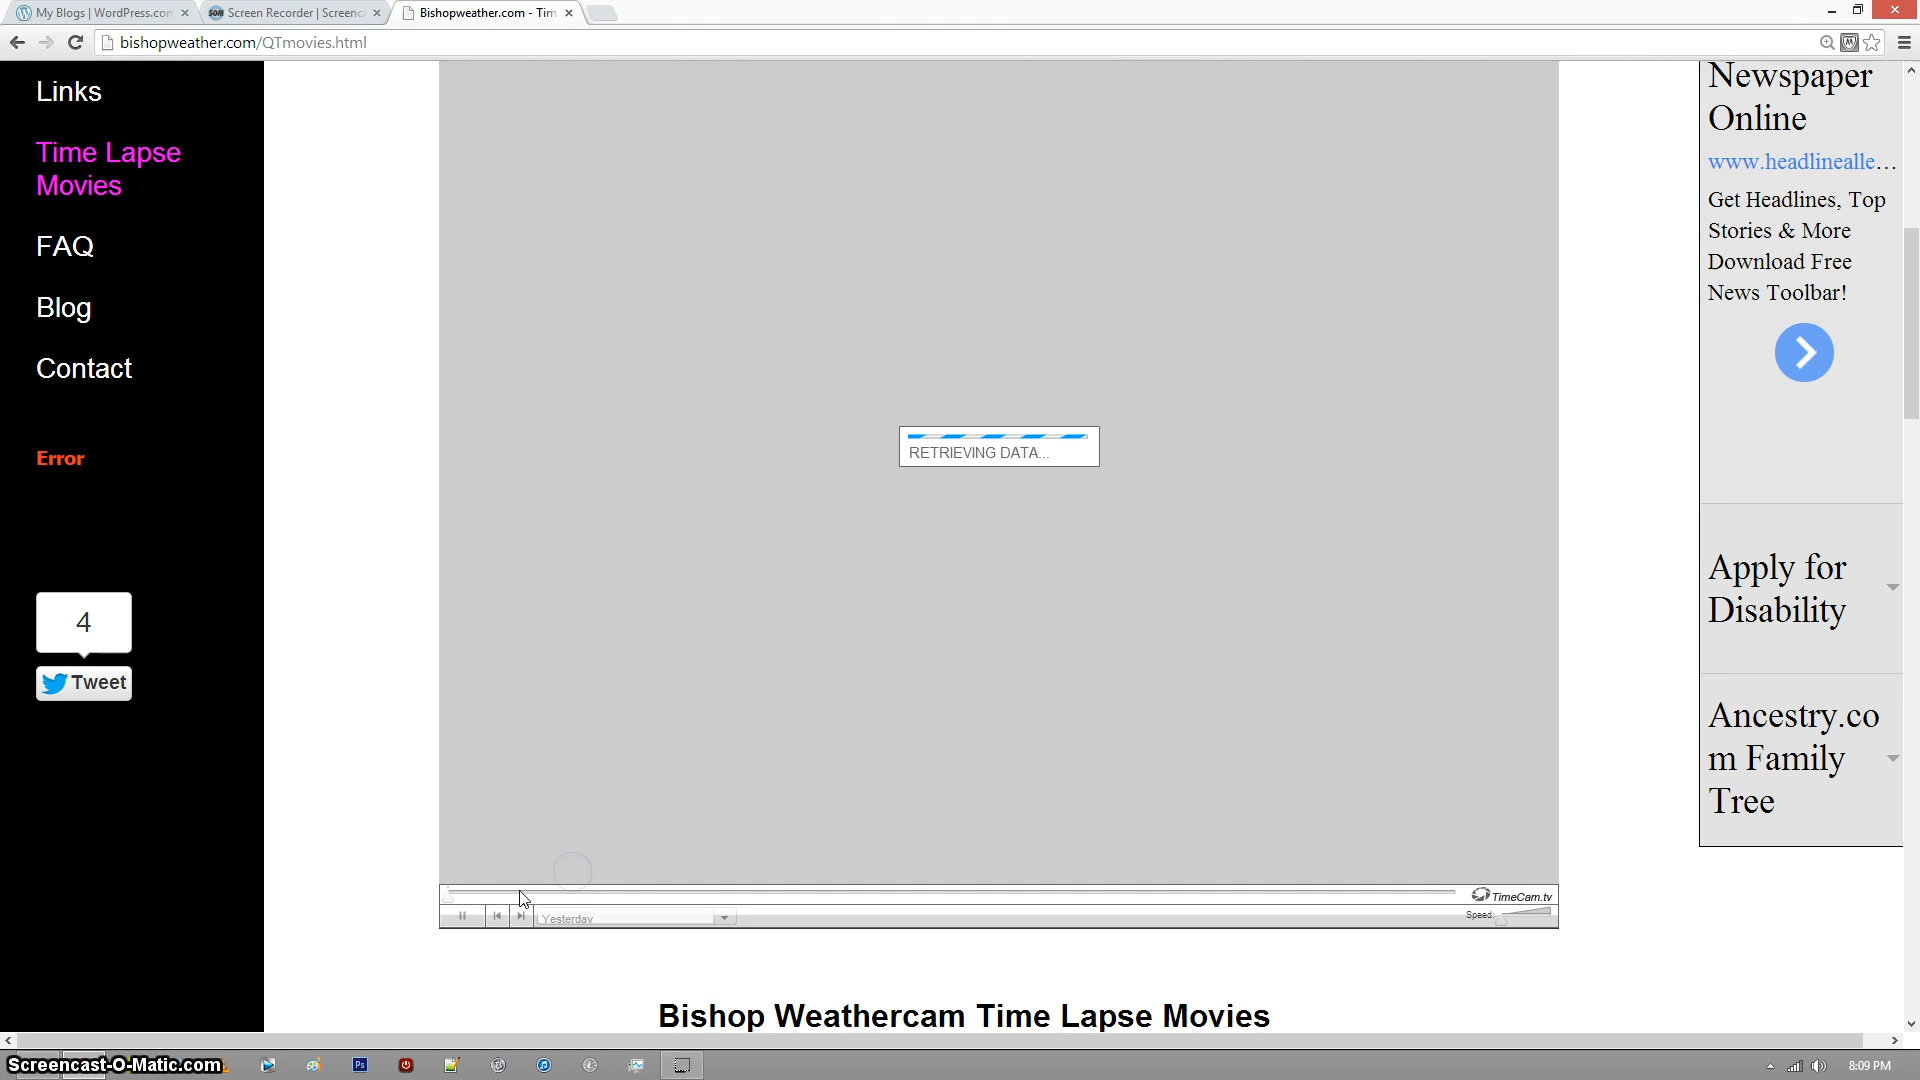 My Blogs | WordPress.con
Screen Recorder | Screenc
Bishopweather.com - Tim
bishopweather.com/QTmovies.html
Links
Time Lapse
Movies
FAQ
Blog
Contact
Error
4
Tweet
RETRIEVING DATA...
TimeCam.tv
Yesterday
Speed:
Bishop Weathercam Time Lapse Movies
Newspaper
Online
www.headlinealle...
Get Headlines, Top
Stories & More
Download Free
News Toolbar!
Apply for
Disability
Ancestry.co
m Family
Tree
Screencast-O-Matic.com
Ps
8:09 PM